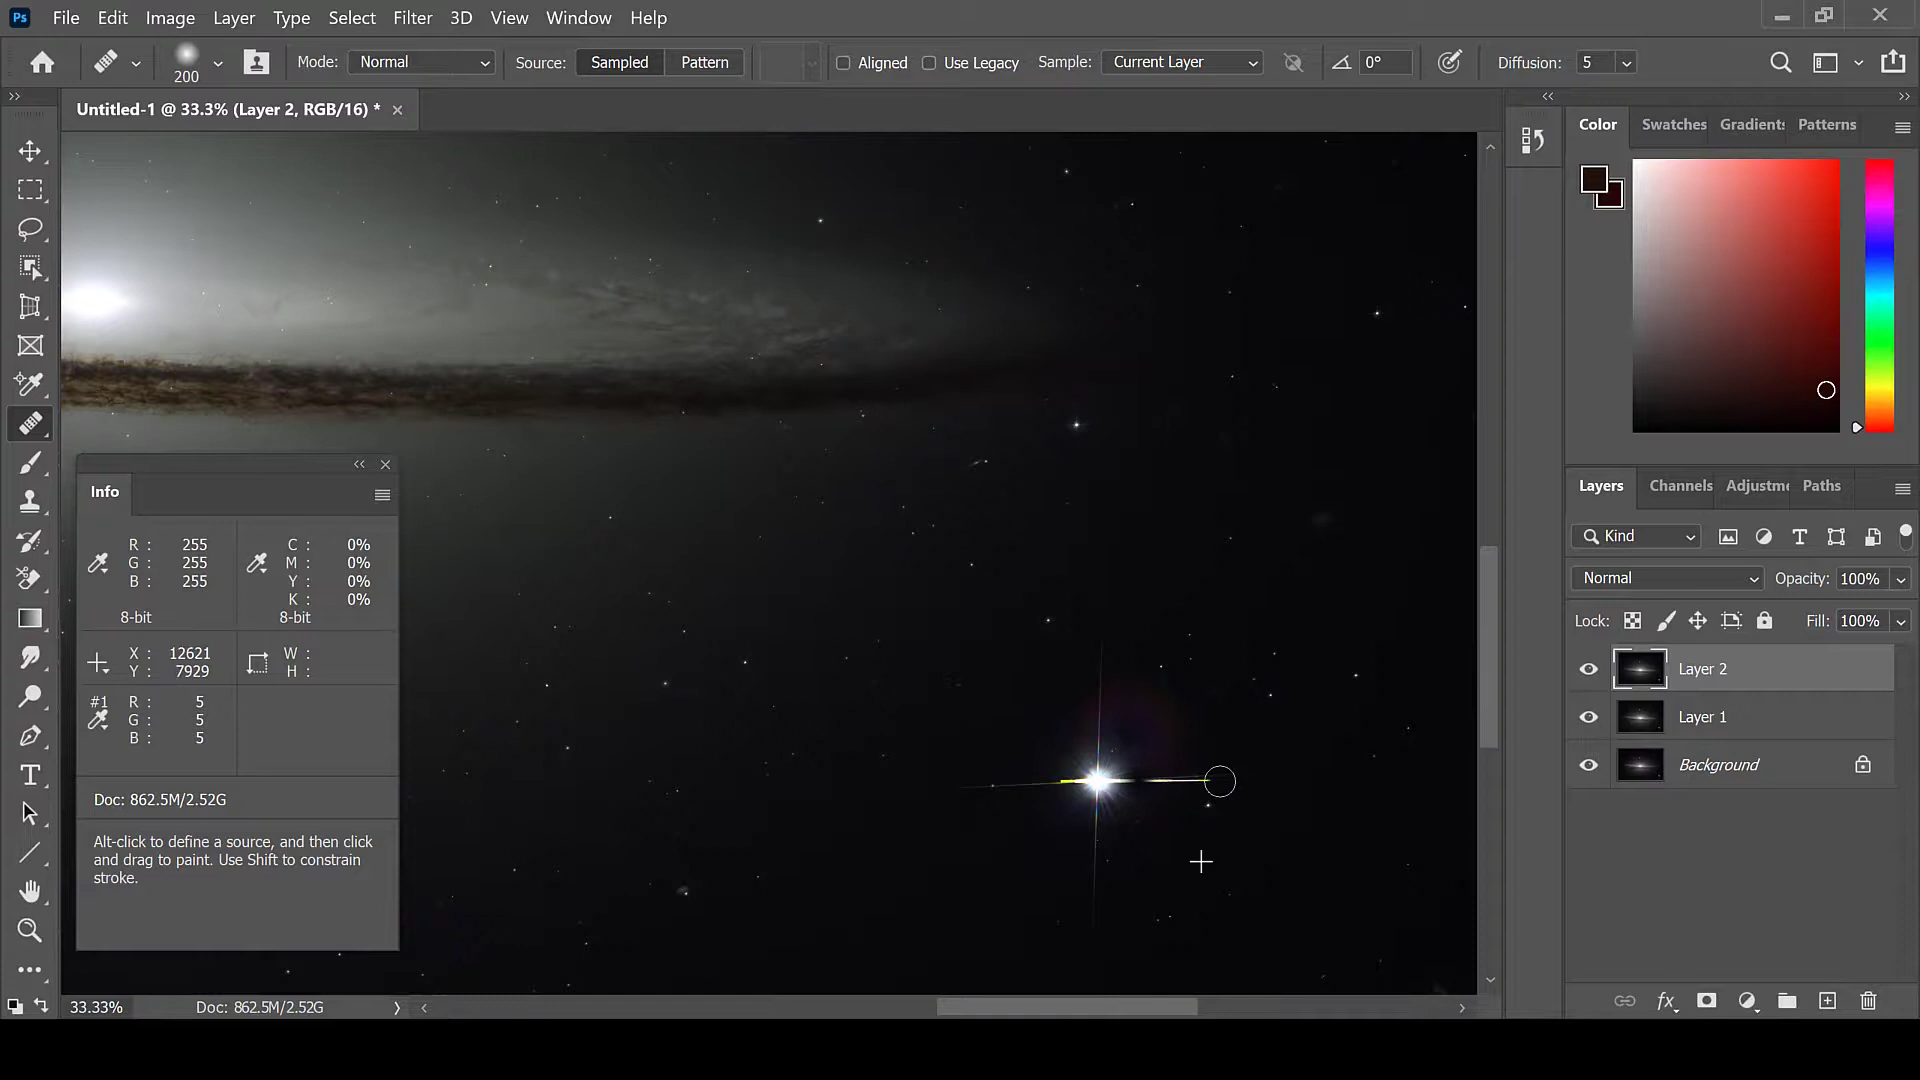 Ps File Edit Image Layer Type Select Filter 3D View Window Help
200 Mode: Normal Source: Sampled Pattern Aligned Use Legacy Sample: Current Layer 0° Diffusion: 5
Untitled-1 @ 33.3% (Layer 2, RGB/16) *
Color Swatches Gradients Patterns
Info
R : 255 C : 0%
G : 255 M : 0%
B : 255 Y : 0%
K : 0%
8-bit 8-bit
X : 12621 W :
Y : 7929 H :
#1 R : 5
G : 5
B : 5
Doc: 862.5M/2.52G
Alt-click to define a source, and then click
and drag to paint. Use Shift to constrain
stroke.
Layers Channels Adjustme Paths
Kind
Normal Opacity: 100%
Lock: Fill: 100%
Layer 2
Layer 1
Background
fx
33.33% Doc: 862.5M/2.52G